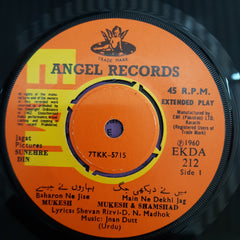 TRADE MARK
ANGEL RECORDS
45 R.P.M.
EXTENDED PLAY
Manufactured by
EMI (Pakistan) LTD.
Karachi
(Registered Users
of Trade Mark)
7TKK-5715
Jagat
Pictures
SUNEHRE
DIN
Ⓟ1960
EKDA
212
Side 1
میں نے دیکھی جگ
بہاروں نے جسے
Baharon Ne Jise
Main Ne Dekhi Jag
MUKESH
MUKESH & SHAMSHAD
Lyrics: Shevan Rizvi-D. N. Madhok
Music: Jnan Dutt
(Urdu)